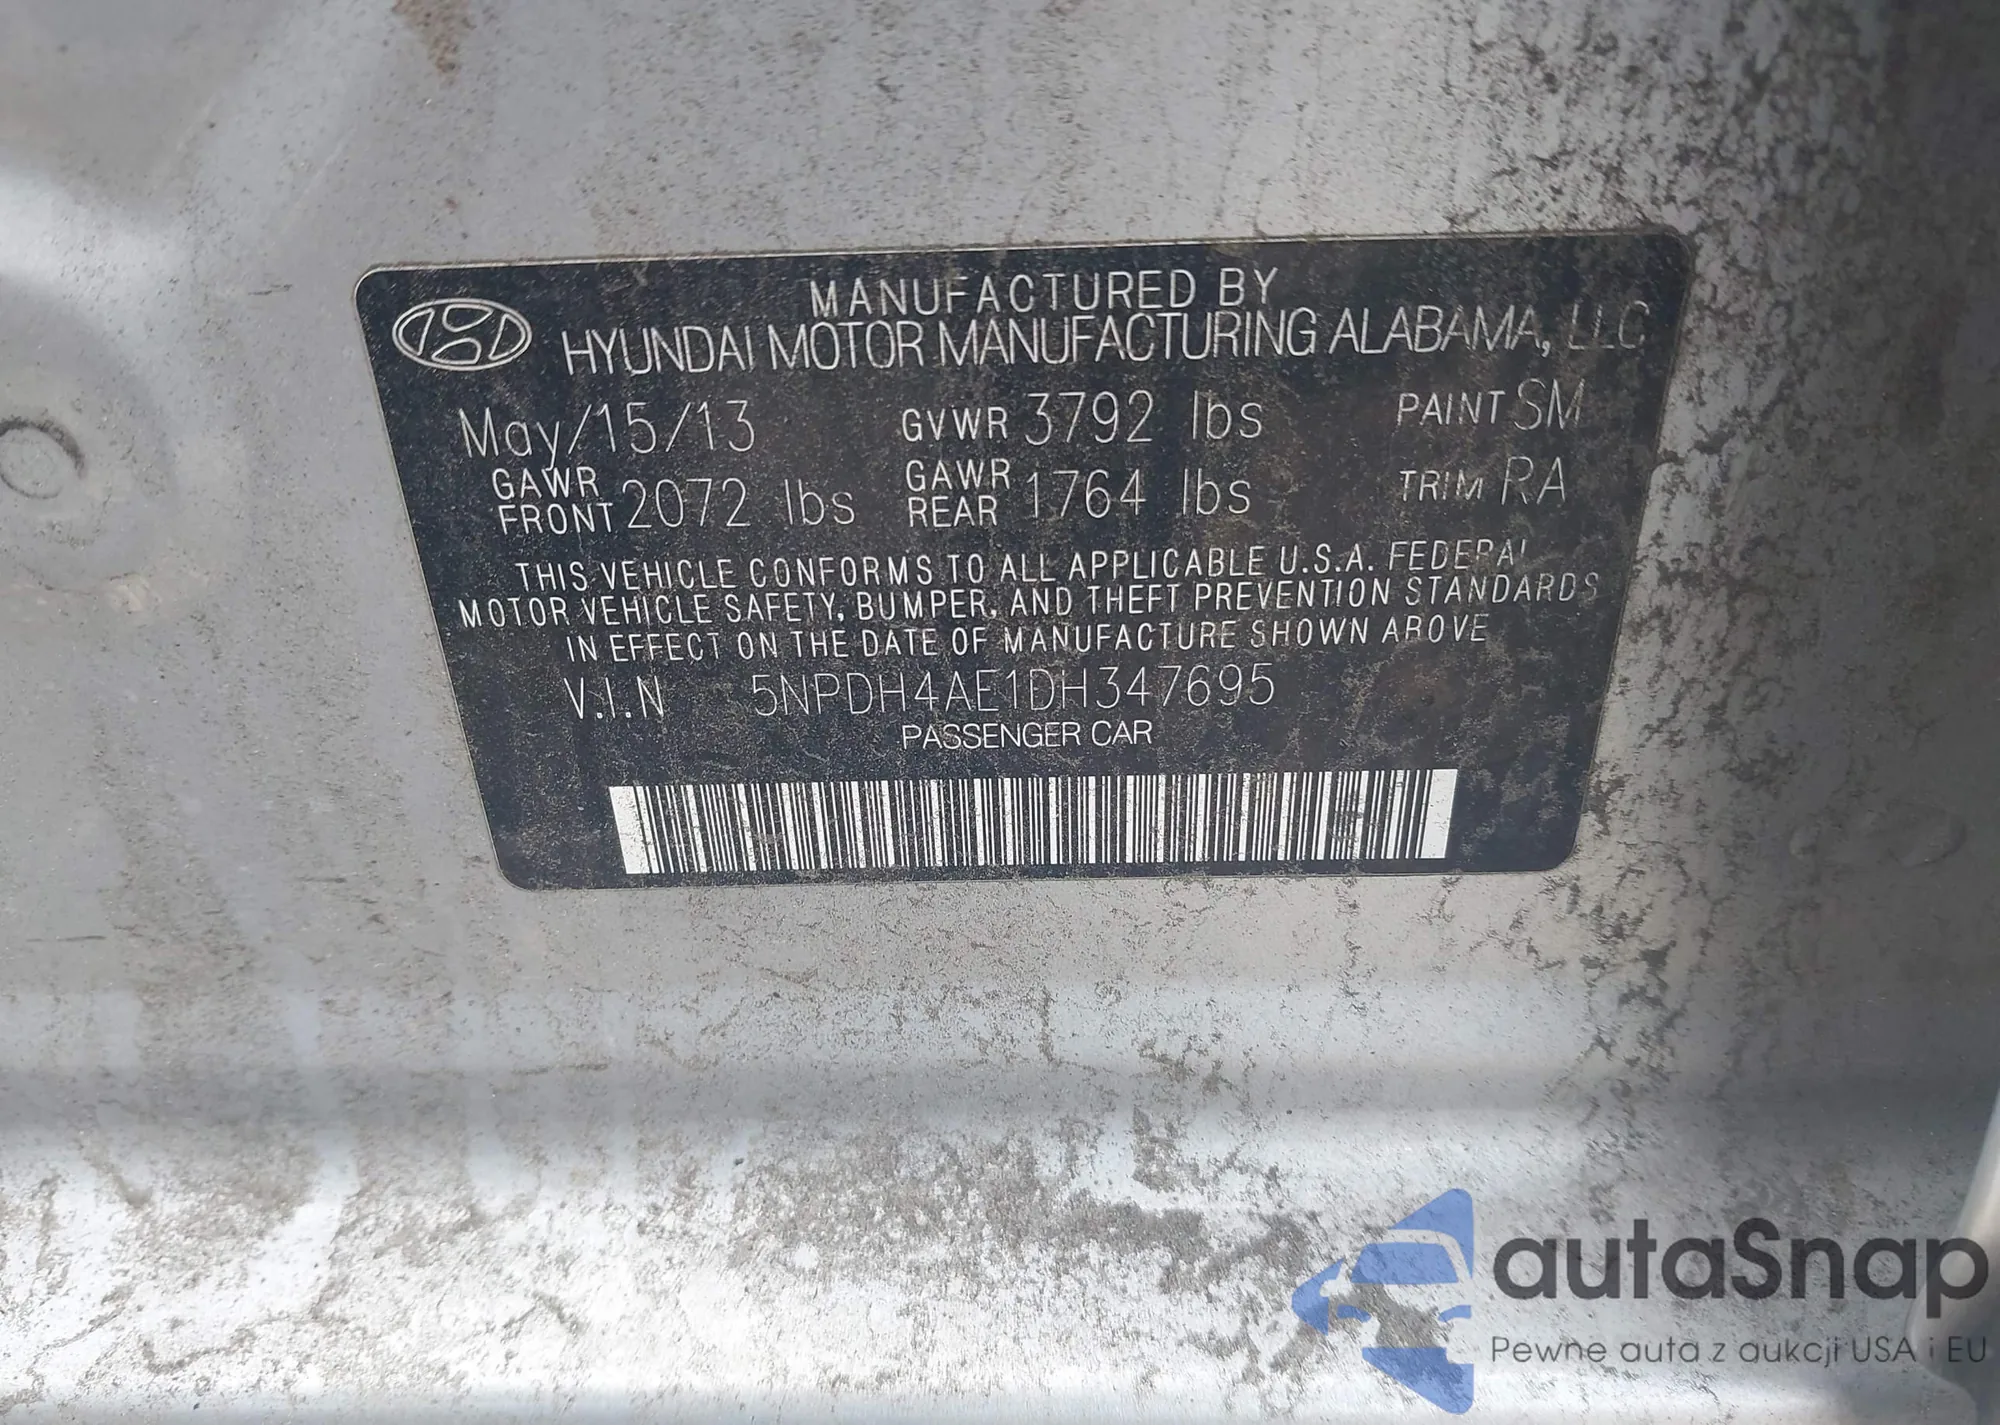 MANUFACTURED BY
HYUNDAI MOTOR MANUFACTURING ALABAMA, LLC
May/15/13 GVWR 3792 lbs PAINT SM
GAWR FRONT 2072 lbs GAWR REAR 1764 lbs TRIM RA
THIS VEHICLE CONFORMS TO ALL APPLICABLE U.S.A. FEDERAL
MOTOR VEHICLE SAFETY, BUMPER, AND THEFT PREVENTION STANDARDS
IN EFFECT ON THE DATE OF MANUFACTURE SHOWN ABOVE
V.I.N 5NPDH4AE1DH347695
PASSENGER CAR
autaSnap
Pewne auta z aukcji USA i EU